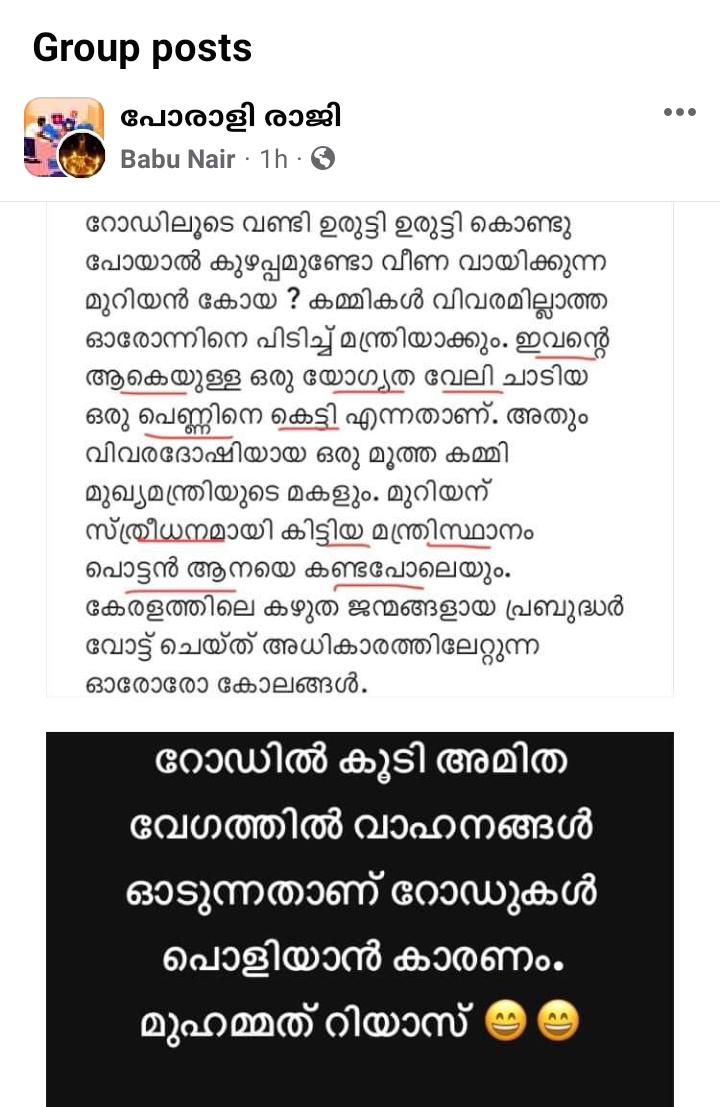 Group posts
പോരാളി രാജി
Babu Nair · 1h ·
റോഡിലൂടെ വണ്ടി ഉരുട്ടി ഉരുട്ടി കൊണ്ടു
പോയാൽ കുഴപ്പമുണ്ടോ വീണ വായിക്കുന്ന
മുറിയൻ കോയ ? കമ്മികൾ വിവരമില്ലാത്ത
ഓരോന്നിനെ പിടിച്ച് മന്ത്രിയാക്കും. ഇവന്റെ
ആകെയുള്ള ഒരു യോഗ്യത വേലി ചാടിയ
ഒരു പെണ്ണിനെ കെട്ടി എന്നതാണ്. അതും
വിവരദോഷിയായ ഒരു മൂത്ത കമ്മി
മുഖ്യമന്ത്രിയുടെ മകളും. മുറിയന്
സ്ത്രീധനമായി കിട്ടിയ മന്ത്രിസ്ഥാനം
പൊട്ടൻ ആനയെ കണ്ടപോലെയും.
കേരളത്തിലെ കഴുത ജന്മങ്ങളായ പ്രബുദ്ധർ
വോട്ട് ചെയ്ത് അധികാരത്തിലേറ്റുന്ന
ഓരോരോ കോലങ്ങൾ.
റോഡിൽ കൂടി അമിത
വേഗത്തിൽ വാഹനങ്ങൾ
ഓടുന്നതാണ് റോഡുകൾ
പൊളിയാൻ കാരണം.
മുഹമ്മത് റിയാസ് 😄 😄